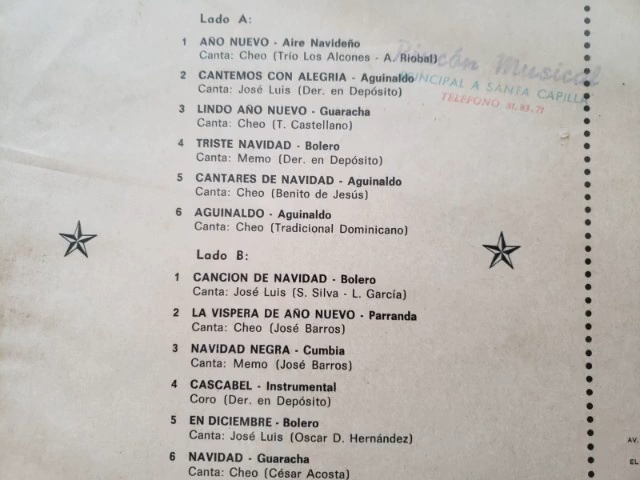 Lado A:
1 AÑO NUEVO - Aire Navideño
Canta: Cheo (Trío Los Alcones - A. Riobal)
Rincón Musical
2 CANTEMOS CON ALEGRIA - Aguinaldo
PRINCIPAL A SANTA CAPILLA
Canta: José Luis (Der. en Depósito)
TELEFONO 81.93.71
3 LINDO AÑO NUEVO - Guaracha
Canta: Cheo (T. Castellano)
4 TRISTE NAVIDAD - Bolero
Canta: Memo (Der. en Depósito)
5 CANTARES DE NAVIDAD - Aguinaldo
Canta: Cheo (Benito de Jesús)
6 AGUINALDO - Aguinaldo
Canta: Cheo (Tradicional Dominicano)
Lado B:
1 CANCION DE NAVIDAD - Bolero
Canta: José Luis (S. Silva - L. García)
2 LA VISPERA DE AÑO NUEVO - Parranda
Canta: Cheo (José Barros)
3 NAVIDAD NEGRA - Cumbia
Canta: Memo (José Barros)
4 CASCABEL - Instrumental
Coro (Der. en Depósito)
5 EN DICIEMBRE - Bolero
Canta: José Luis (Oscar D. Hernández)
6 NAVIDAD - Guaracha
Canta: Cheo (César Acosta)
AV.
EL